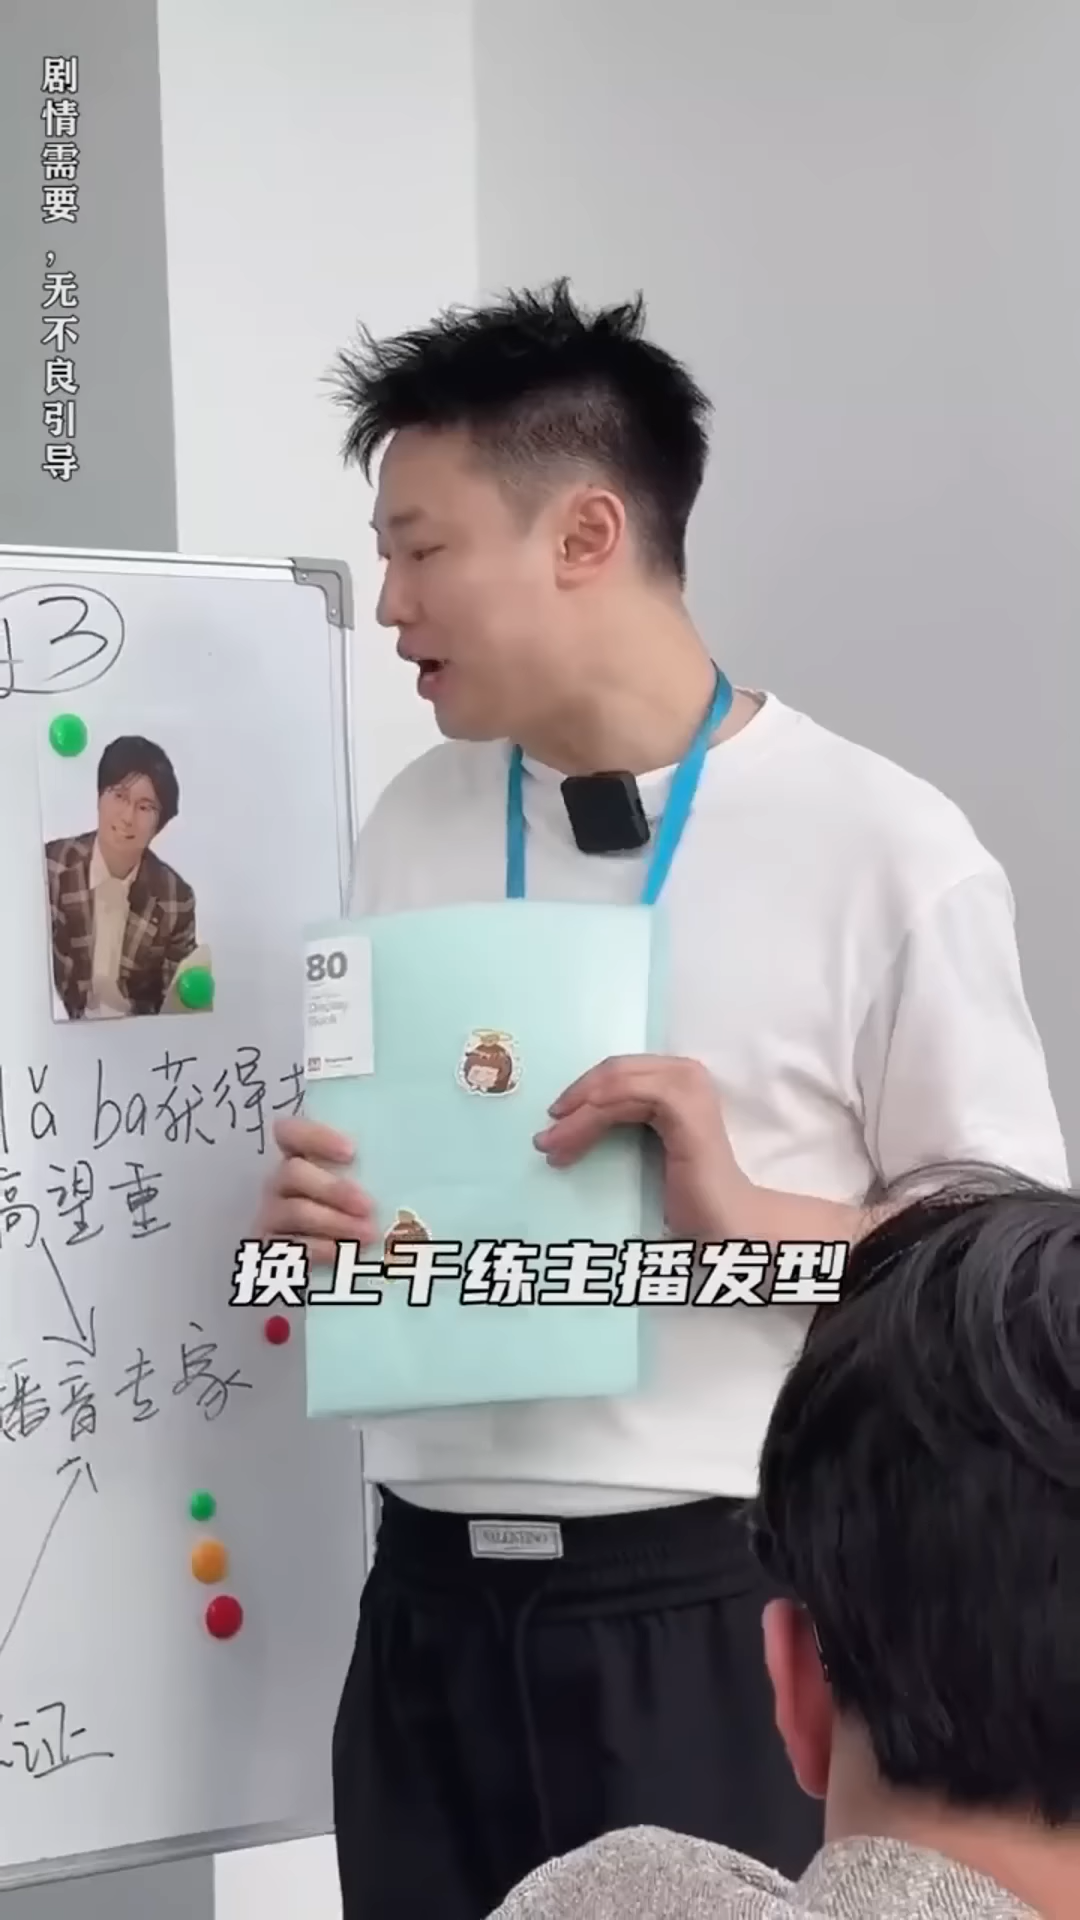 剧情需要，无不良引导
3
lǎ ba获得
高望重
播音专家
证
80
Display
Book
换上干练主播发型
VALENTINO